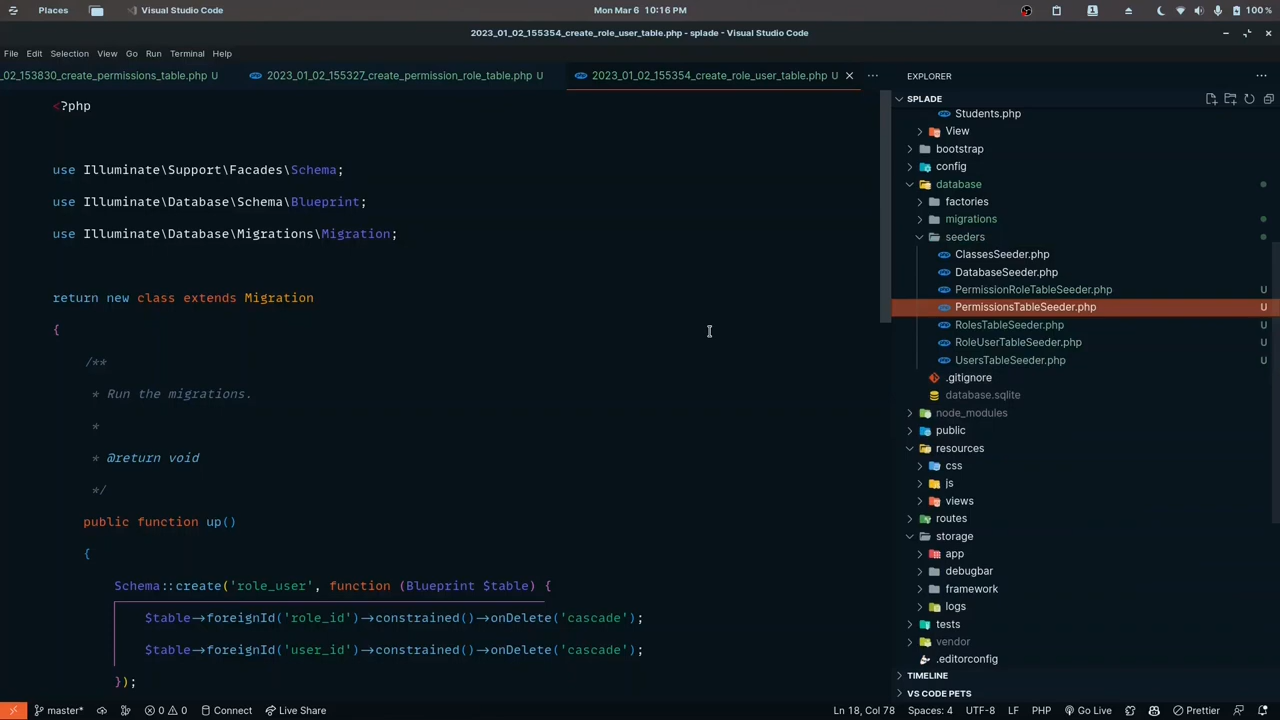 Places
Visual Studio Code
Mon Mar 6 10:16 PM
100 %
2023_01_02_155354_create_role_user_table.php - splade - Visual Studio Code
File Edit Selection View Go Run Terminal Help
_02_153830_create_permissions_table.php U
2023_01_02_155327_create_permission_role_table.php U
2023_01_02_155354_create_role_user_table.php U
<?php
use Illuminate\Support\Facades\Schema;
use Illuminate\Database\Schema\Blueprint;
use Illuminate\Database\Migrations\Migration;
return new class extends Migration
{
/**
* Run the migrations.
*
* @return void
*/
public function up()
{
Schema::create('role_user', function (Blueprint $table) {
$table->foreignId('role_id')->constrained()->onDelete('cascade');
$table->foreignId('user_id')->constrained()->onDelete('cascade');
});
EXPLORER
SPLADE
Students.php
View
bootstrap
config
database
factories
migrations
seeders
ClassesSeeder.php
DatabaseSeeder.php
PermissionRoleTableSeeder.php U
PermissionsTableSeeder.php U
RolesTableSeeder.php U
RoleUserTableSeeder.php U
UsersTableSeeder.php U
.gitignore
database.sqlite
node_modules
public
resources
css
js
views
routes
storage
app
debugbar
framework
logs
tests
vendor
.editorconfig
TIMELINE
VS CODE PETS
master* 0 0 Connect Live Share Ln 18, Col 78 Spaces: 4 UTF-8 LF PHP Go Live Prettier